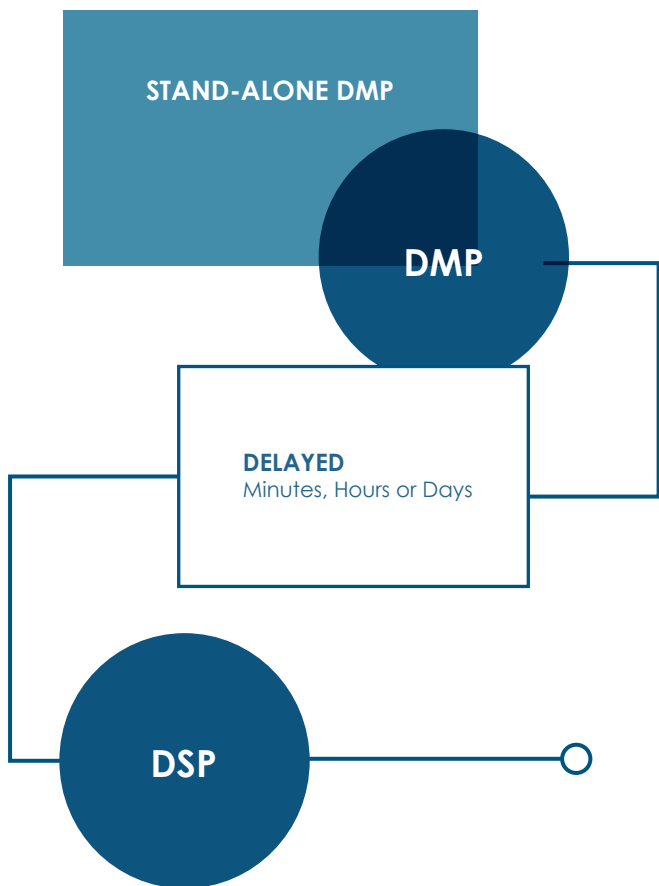 STAND-ALONE DMP
DMP
DELAYED
Minutes, Hours or Days
DSP